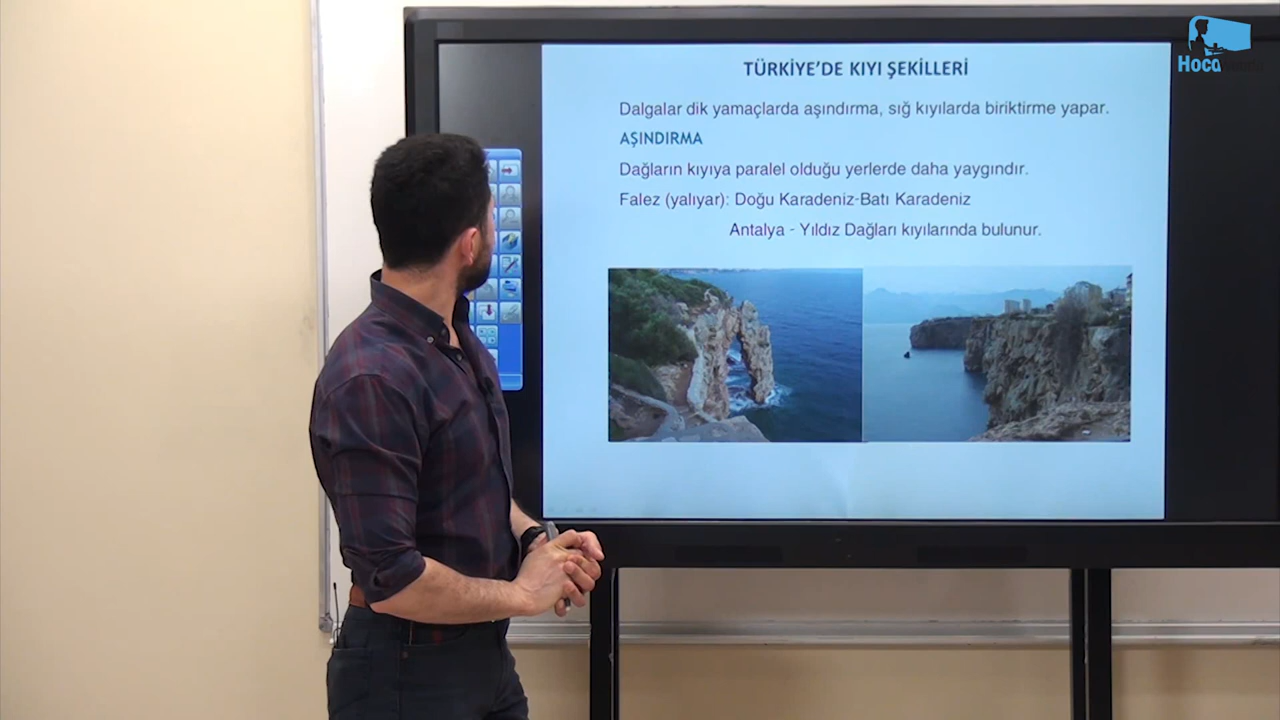 TÜRKİYE'DE KIYI ŞEKİLLERİ
Dalgalar dik yamaçlarda aşındırma, sığ kıyılarda biriktirme yapar.
AŞINDIRMA
Dağların kıyıya paralel olduğu yerlerde daha yaygındır.
Falez (yalıyar): Doğu Karadeniz-Batı Karadeniz
Antalya - Yıldız Dağları kıyılarında bulunur.